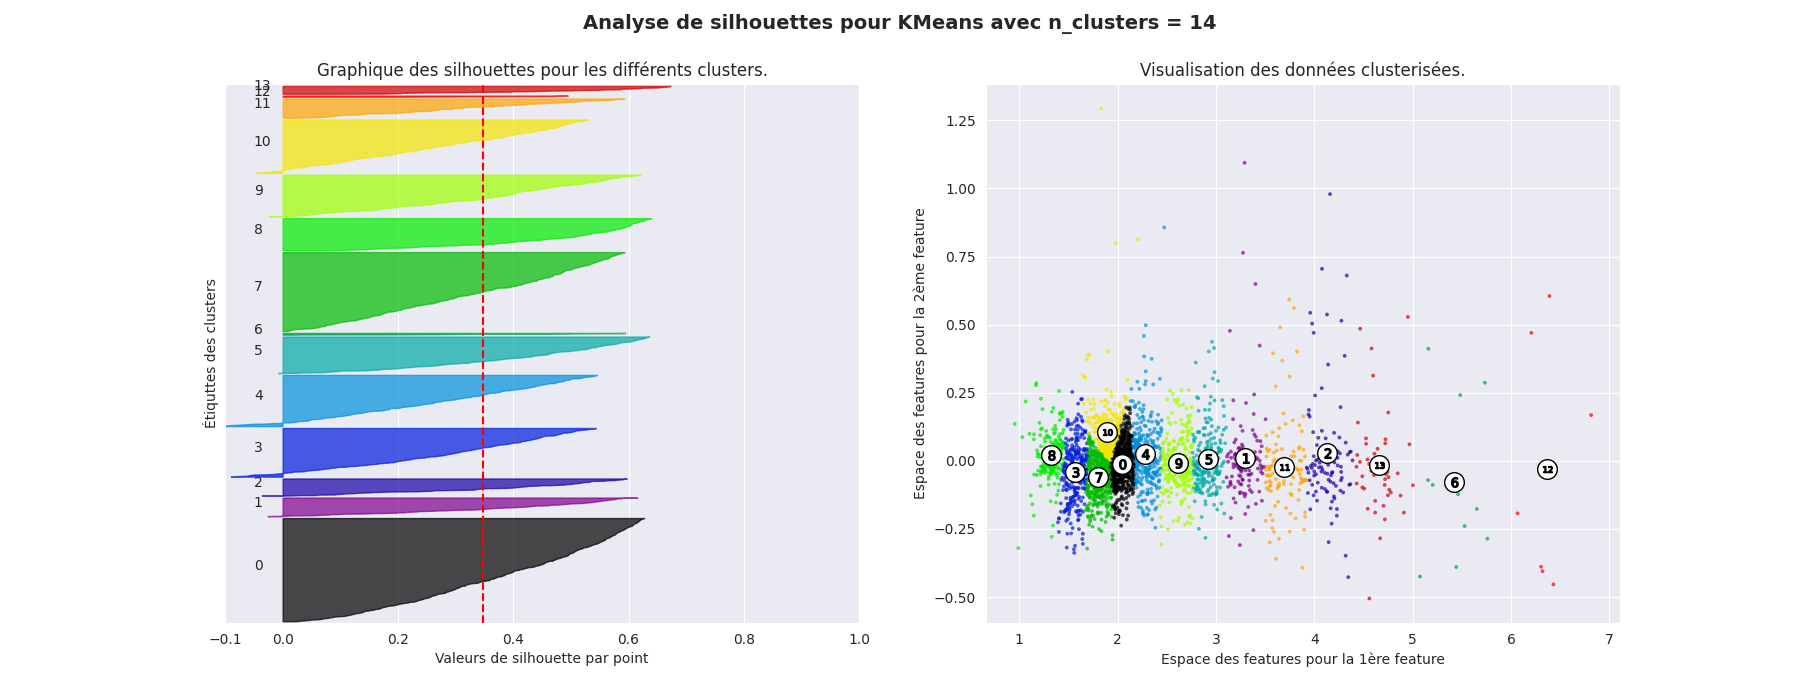 Analyse de silhouettes pour KMeans avec n_clusters = 14
Graphique des silhouettes pour les différents clusters.
13
12
11
10
9
8
7
6
5
4
3
2
1
0
Étiquttes des clusters
−0.1 0.0 0.2 0.4 0.6 0.8 1.0
Valeurs de silhouette par point
Visualisation des données clusterisées.
1.25
1.00
0.75
0.50
0.25
0.00
−0.25
−0.50
Espace des features pour la 2ème feature
10
8 3 7 0 4 9 5 1 11 2 13 6 12
1 2 3 4 5 6 7
Espace des features pour la 1ère feature